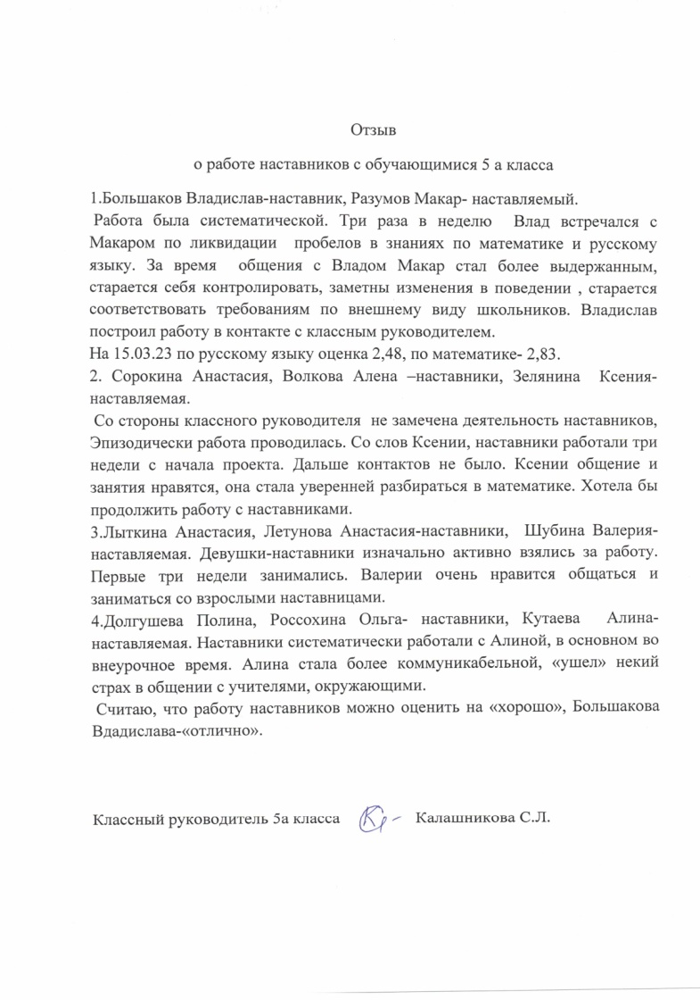 Отзыв
о работе наставников с обучающимися 5 а класса
1.Большаков Владислав-наставник, Разумов Макар- наставляемый.
Работа была систематической. Три раза в неделю Влад встречался с
Макаром по ликвидации пробелов в знаниях по математике и русскому
языку. За время общения с Владом Макар стал более выдержанным,
старается себя контролировать, заметны изменения в поведении , старается
соответствовать требованиям по внешнему виду школьников. Владислав
построил работу в контакте с классным руководителем.
На 15.03.23 по русскому языку оценка 2,48, по математике- 2,83.
2. Сорокина Анастасия, Волкова Алена –наставники, Зелянина Ксения-
наставляемая.
Со стороны классного руководителя не замечена деятельность наставников,
Эпизодически работа проводилась. Со слов Ксении, наставники работали три
недели с начала проекта. Дальше контактов не было. Ксении общение и
занятия нравятся, она стала уверенней разбираться в математике. Хотела бы
продолжить работу с наставниками.
3.Лыткина Анастасия, Летунова Анастасия-наставники, Шубина Валерия-
наставляемая. Девушки-наставники изначально активно взялись за работу.
Первые три недели занимались. Валерии очень нравится общаться и
заниматься со взрослыми наставницами.
4.Долгушева Полина, Россохина Ольга- наставники, Кутаева Алина-
наставляемая. Наставники систематически работали с Алиной, в основном во
внеурочное время. Алина стала более коммуникабельной, «ушел» некий
страх в общении с учителями, окружающими.
Считаю, что работу наставников можно оценить на «хорошо», Большакова
Вдадислава-«отлично».
Классный руководитель 5а класса Калашникова С.Л.